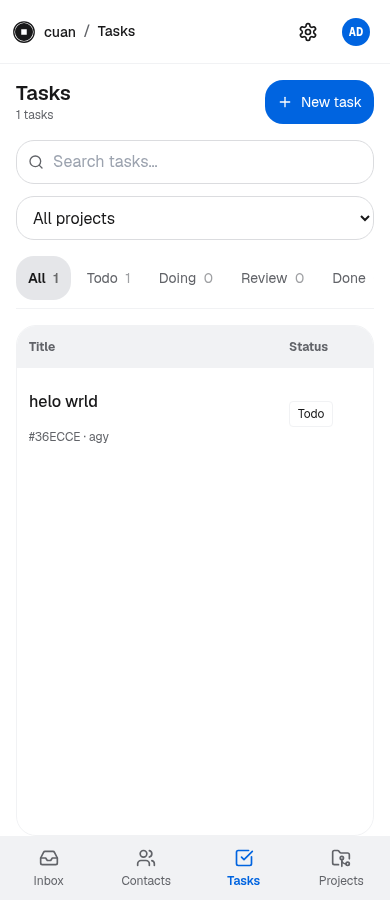 cuan / Tasks
AD
Tasks
1 tasks
New task
Search tasks...
All projects
All 1 Todo 1 Doing 0 Review 0 Done
Title Status
helo wrld
Todo
#36ECCE · agy
Inbox Contacts Tasks Projects